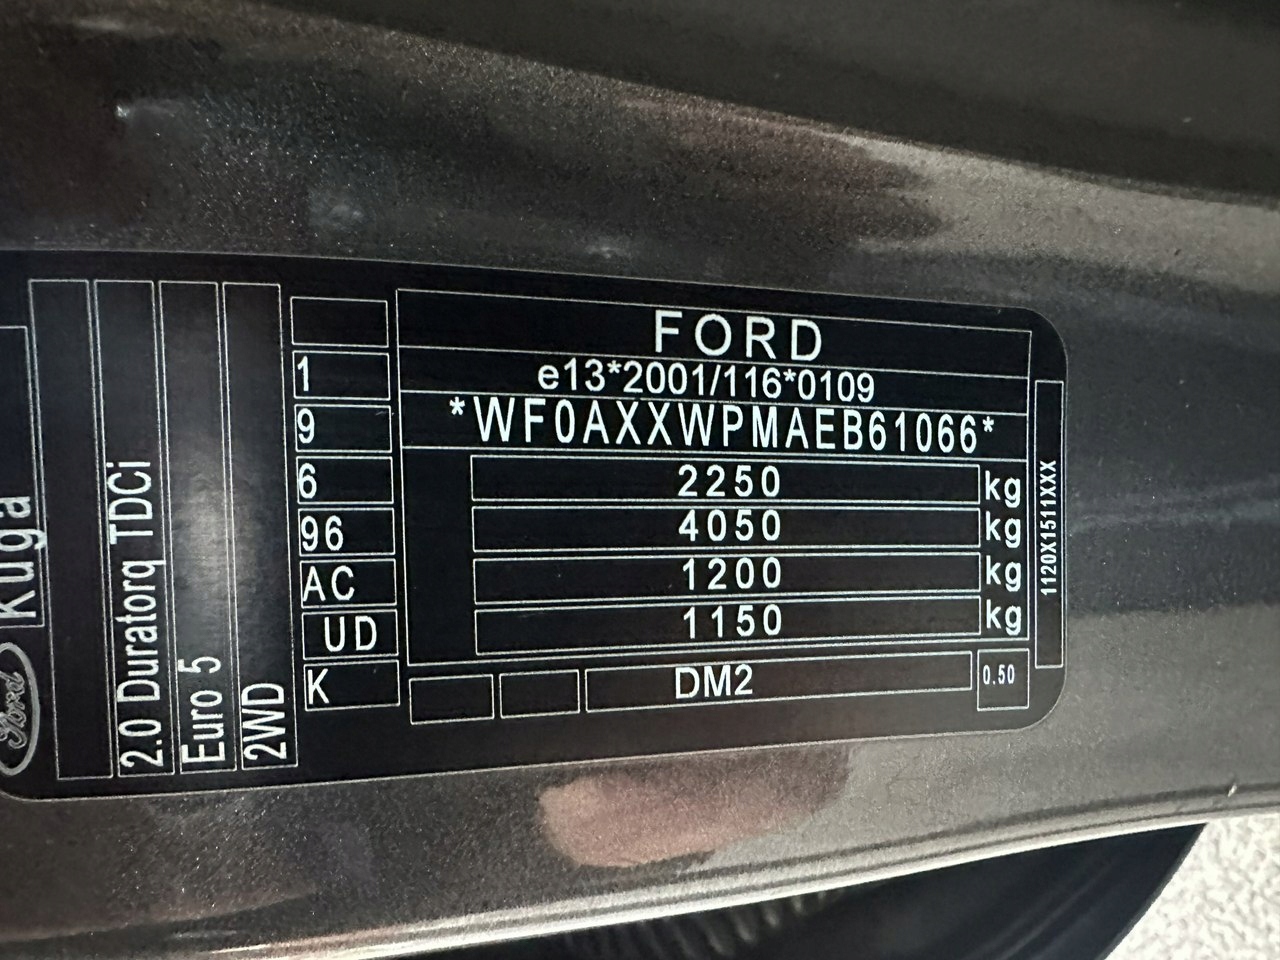 FORD
e13*2001/116*0109
*WF0AXXWPMAEB61066*
2250 kg
4050 kg
1200 kg
1150 kg
DM2
0.50
1120X1511XXX
1
9
6
96
AC
UD
K
Ford
Kuga
2.0 Duratorq TDCi
Euro 5
2WD